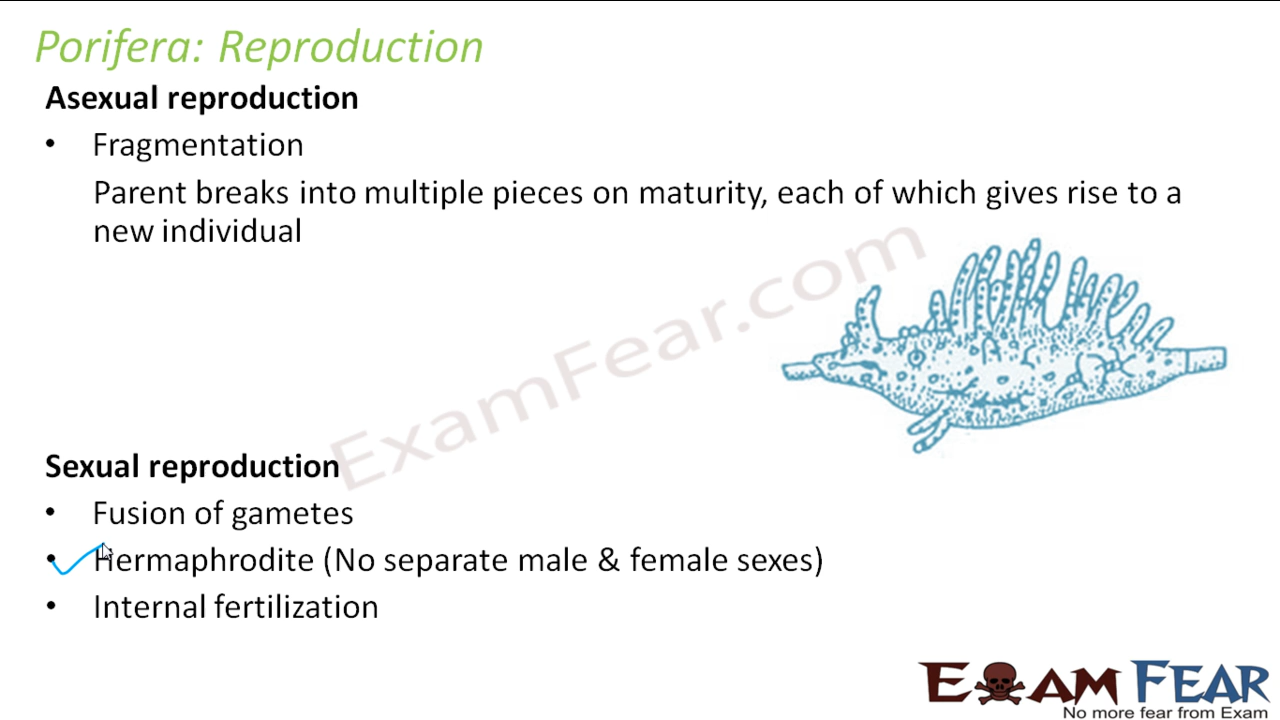 Porifera: Reproduction
Asexual reproduction
• Fragmentation
Parent breaks into multiple pieces on maturity, each of which gives rise to a
new individual
ExamFear.com
Sexual reproduction
• Fusion of gametes
• Hermaphrodite (No separate male & female sexes)
• Internal fertilization
EXAM FEAR
No more fear from Exam